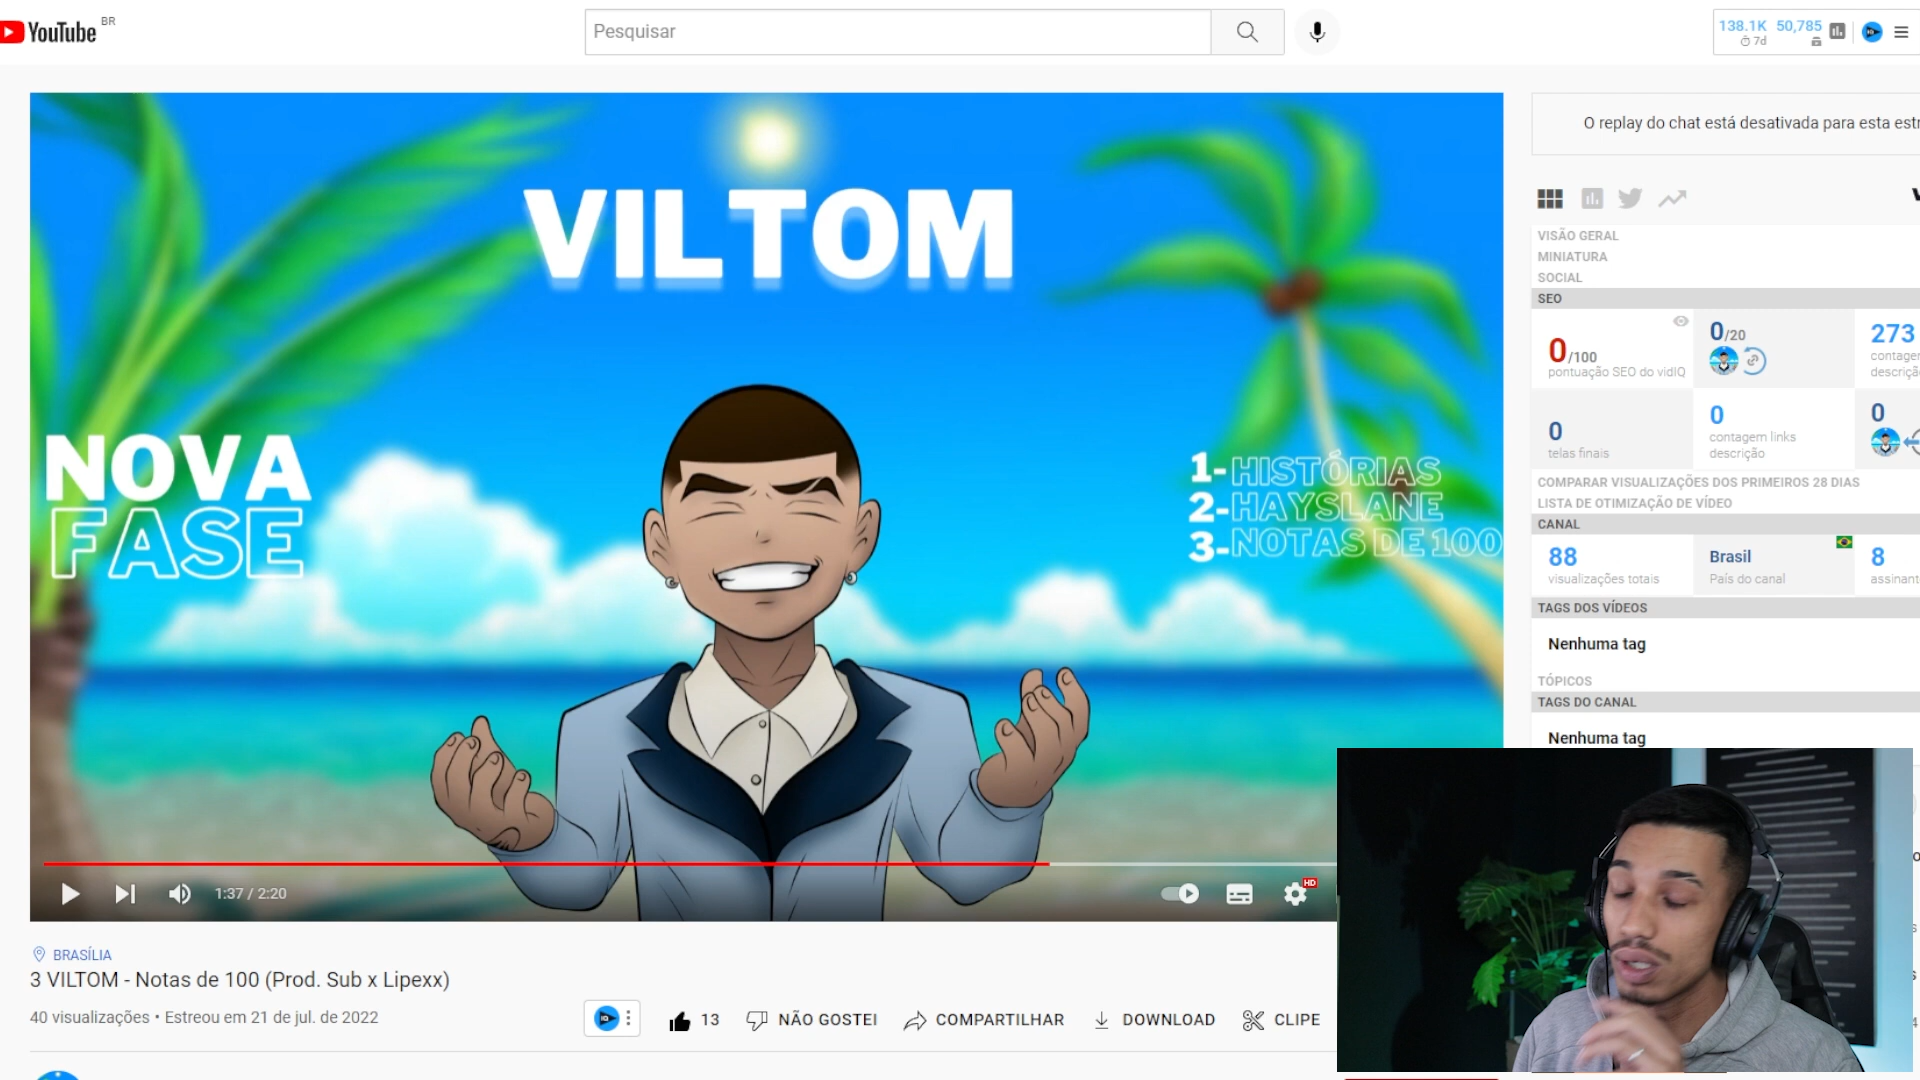 YouTube BR
Pesquisar
138.1K 50,785
7d
O replay do chat está desativada para esta
VILTOM
NOVA
FASE
1-HISTÓRIAS
2-HAYSLANE
3-NOTAS DE 100
1:37 / 2:20
HD
BRASÍLIA
3 VILTOM - Notas de 100 (Prod. Sub x Lipexx)
40 visualizações • Estreou em 21 de jul. de 2022
13
NÃO GOSTEI
COMPARTILHAR
DOWNLOAD
CLIPE
VISÃO GERAL
MINIATURA
SOCIAL
SEO
0/100
pontuação SEO do vidIQ
0/20
273
0
telas finais
0
contagem links
descrição
0
COMPARAR VISUALIZAÇÕES DOS PRIMEIROS 28 DIAS
LISTA DE OTIMIZAÇÃO DE VÍDEO
CANAL
88
visualizações totais
Brasil
País do canal
8
TAGS DOS VÍDEOS
Nenhuma tag
TÓPICOS
TAGS DO CANAL
Nenhuma tag